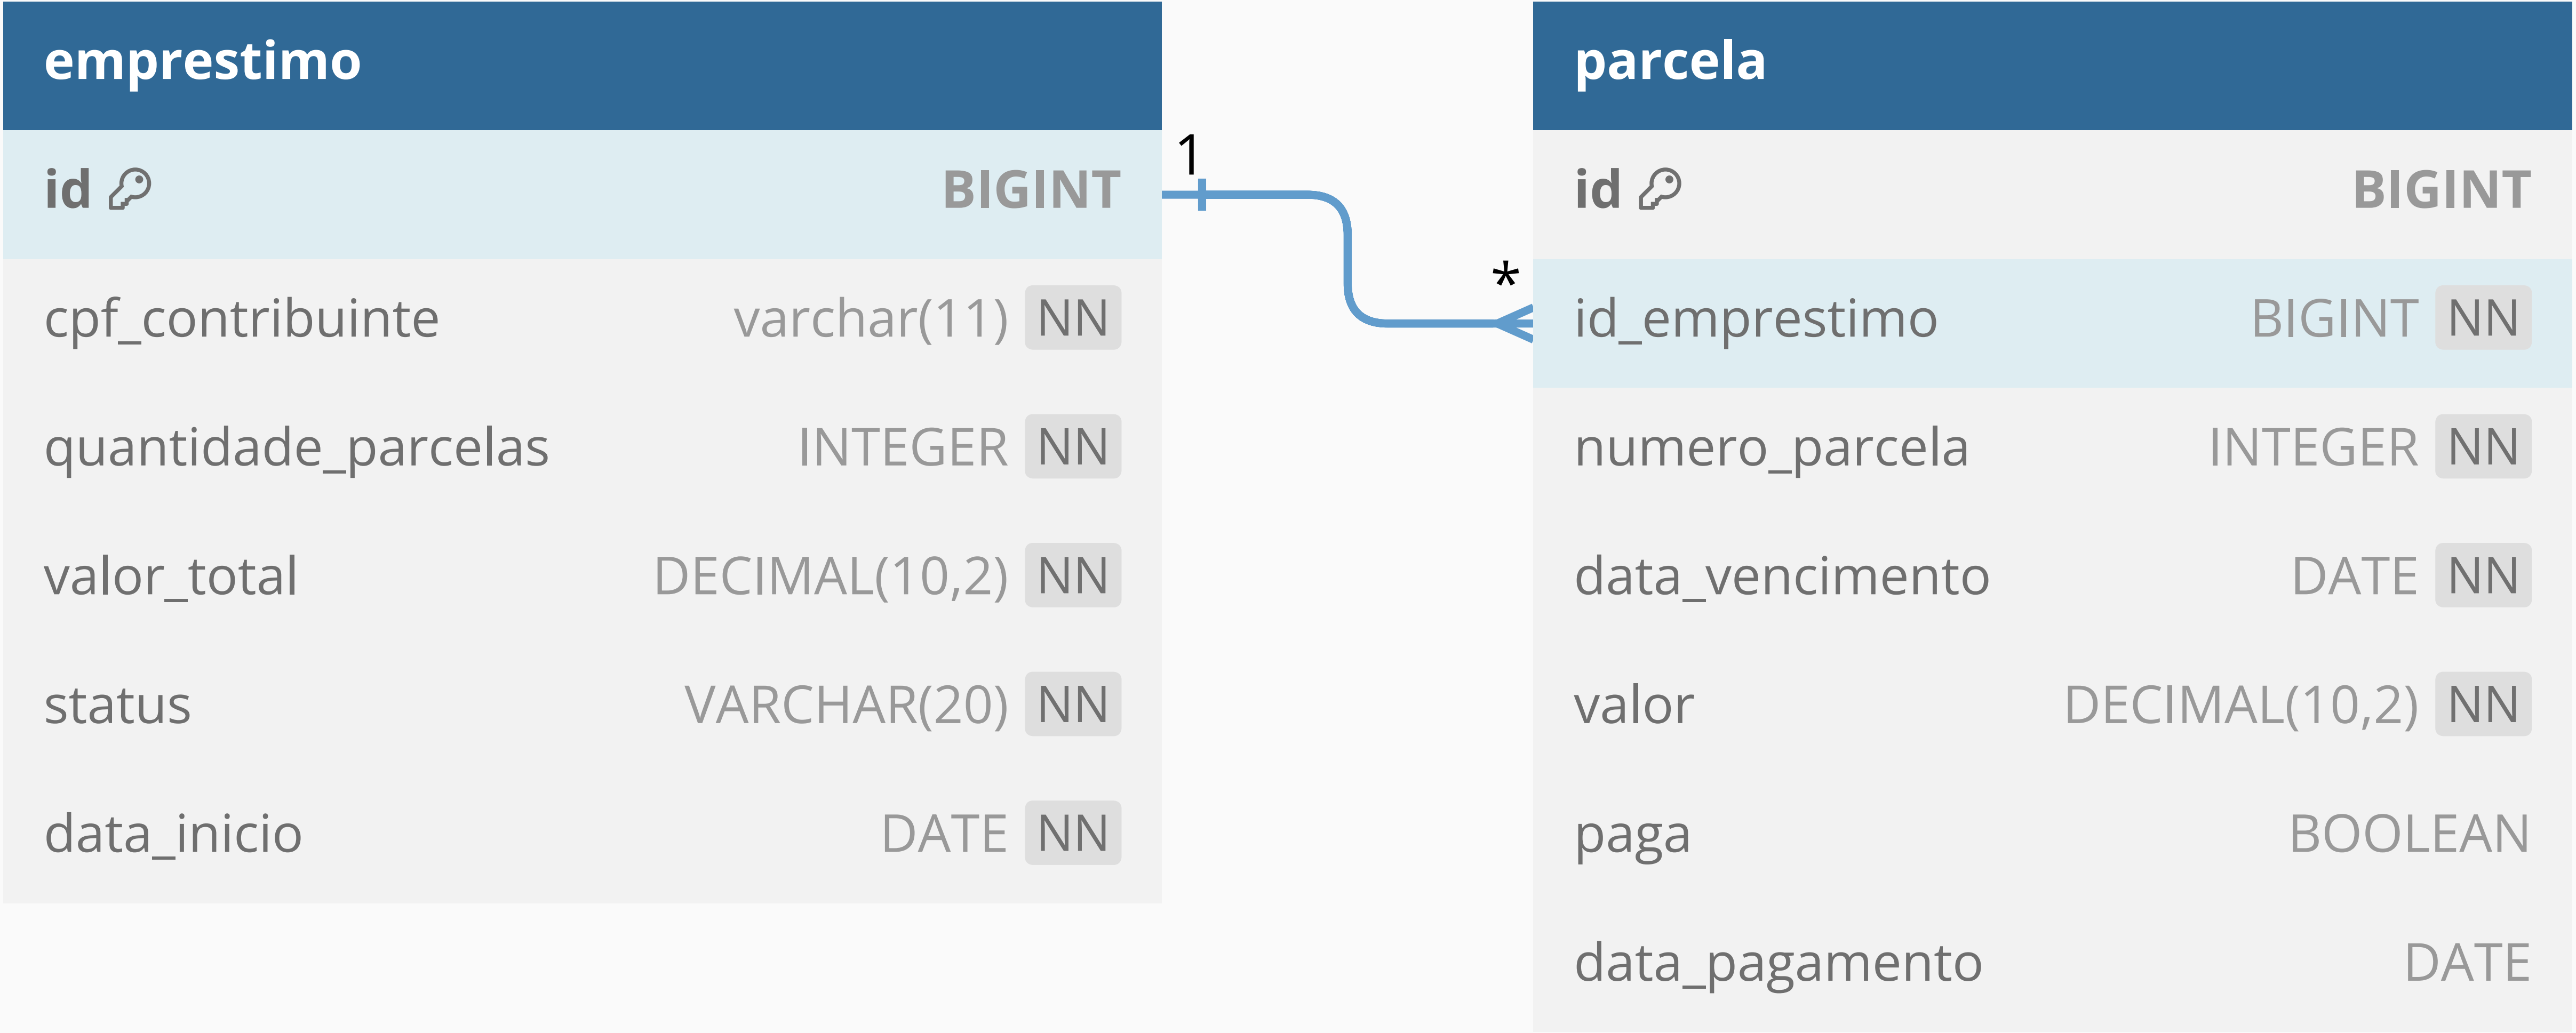 emprestimo
id BIGINT
cpf_contribuinte varchar(11) NN
quantidade_parcelas INTEGER NN
valor_total DECIMAL(10,2) NN
status VARCHAR(20) NN
data_inicio DATE NN
1
*
parcela
id BIGINT
id_emprestimo BIGINT NN
numero_parcela INTEGER NN
data_vencimento DATE NN
valor DECIMAL(10,2) NN
paga BOOLEAN
data_pagamento DATE